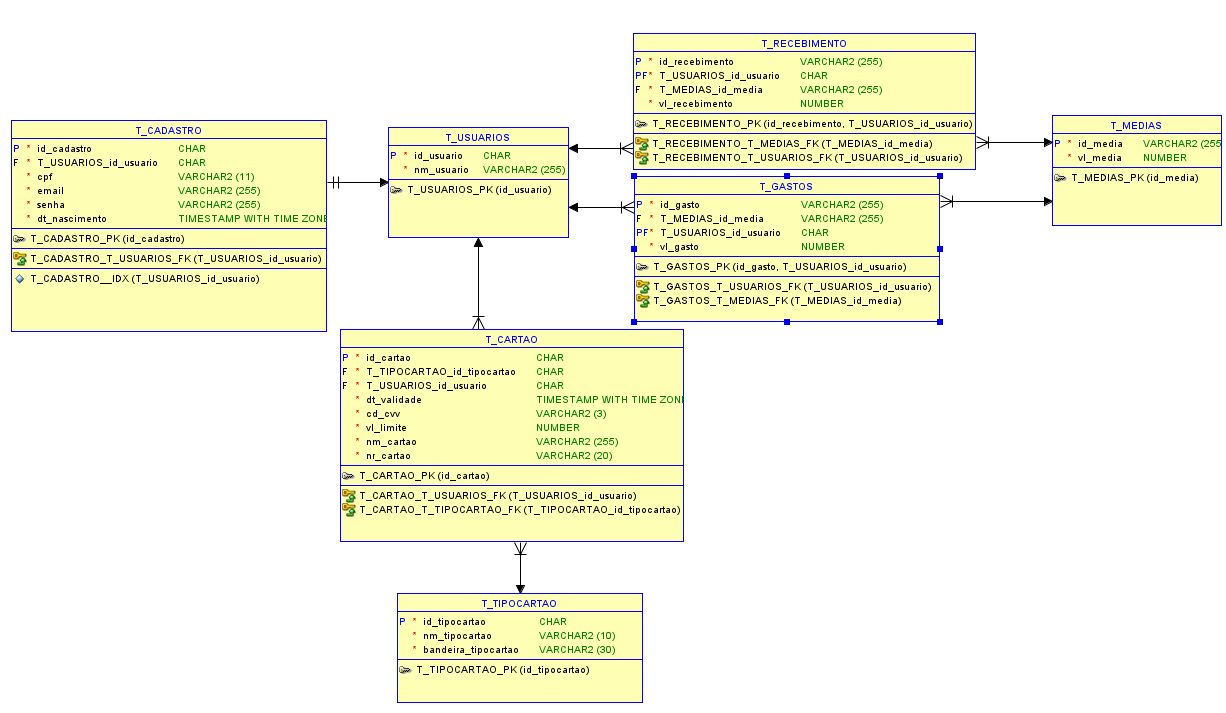 T_CADASTRO
P * id_cadastro CHAR
F * T_USUARIOS_id_usuario CHAR
* cpf VARCHAR2 (11)
* email VARCHAR2 (255)
* senha VARCHAR2 (255)
* dt_nascimento TIMESTAMP WITH TIME ZONE
T_CADASTRO_PK (id_cadastro)
T_CADASTRO_T_USUARIOS_FK (T_USUARIOS_id_usuario)
T_CADASTRO__IDX (T_USUARIOS_id_usuario)
T_USUARIOS
P * id_usuario CHAR
* nm_usuario VARCHAR2 (255)
T_USUARIOS_PK (id_usuario)
T_RECEBIMENTO
P * id_recebimento VARCHAR2 (255)
PF* T_USUARIOS_id_usuario CHAR
F * T_MEDIAS_id_media VARCHAR2 (255)
* vl_recebimento NUMBER
T_RECEBIMENTO_PK (id_recebimento, T_USUARIOS_id_usuario)
T_RECEBIMENTO_T_MEDIAS_FK (T_MEDIAS_id_media)
T_RECEBIMENTO_T_USUARIOS_FK (T_USUARIOS_id_usuario)
T_MEDIAS
P * id_media VARCHAR2 (255
* vl_media NUMBER
T_MEDIAS_PK (id_media)
T_GASTOS
P * id_gasto VARCHAR2 (255)
F * T_MEDIAS_id_media VARCHAR2 (255)
PF* T_USUARIOS_id_usuario CHAR
* vl_gasto NUMBER
T_GASTOS_PK (id_gasto, T_USUARIOS_id_usuario)
T_GASTOS_T_USUARIOS_FK (T_USUARIOS_id_usuario)
T_GASTOS_T_MEDIAS_FK (T_MEDIAS_id_media)
T_CARTAO
P * id_cartao CHAR
F * T_TIPOCARTAO_id_tipocartao CHAR
F * T_USUARIOS_id_usuario CHAR
* dt_validade TIMESTAMP WITH TIME ZON
* cd_cvv VARCHAR2 (3)
* vl_limite NUMBER
* nm_cartao VARCHAR2 (255)
* nr_cartao VARCHAR2 (20)
T_CARTAO_PK (id_cartao)
T_CARTAO_T_USUARIOS_FK (T_USUARIOS_id_usuario)
T_CARTAO_T_TIPOCARTAO_FK (T_TIPOCARTAO_id_tipocartao)
T_TIPOCARTAO
P * id_tipocartao CHAR
* nm_tipocartao VARCHAR2 (10)
* bandeira_tipocartao VARCHAR2 (30)
T_TIPOCARTAO_PK (id_tipocartao)